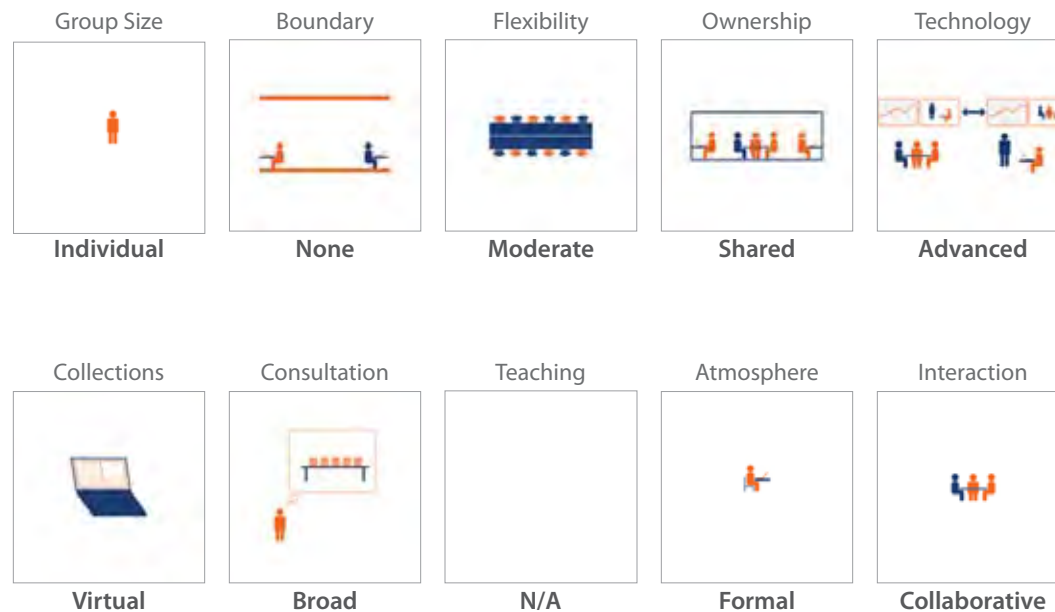 Group Size Boundary Flexibility Ownership Technology
Individual None Moderate Shared Advanced
Collections Consultation Teaching Atmosphere Interaction
Virtual Broad N/A Formal Collaborative